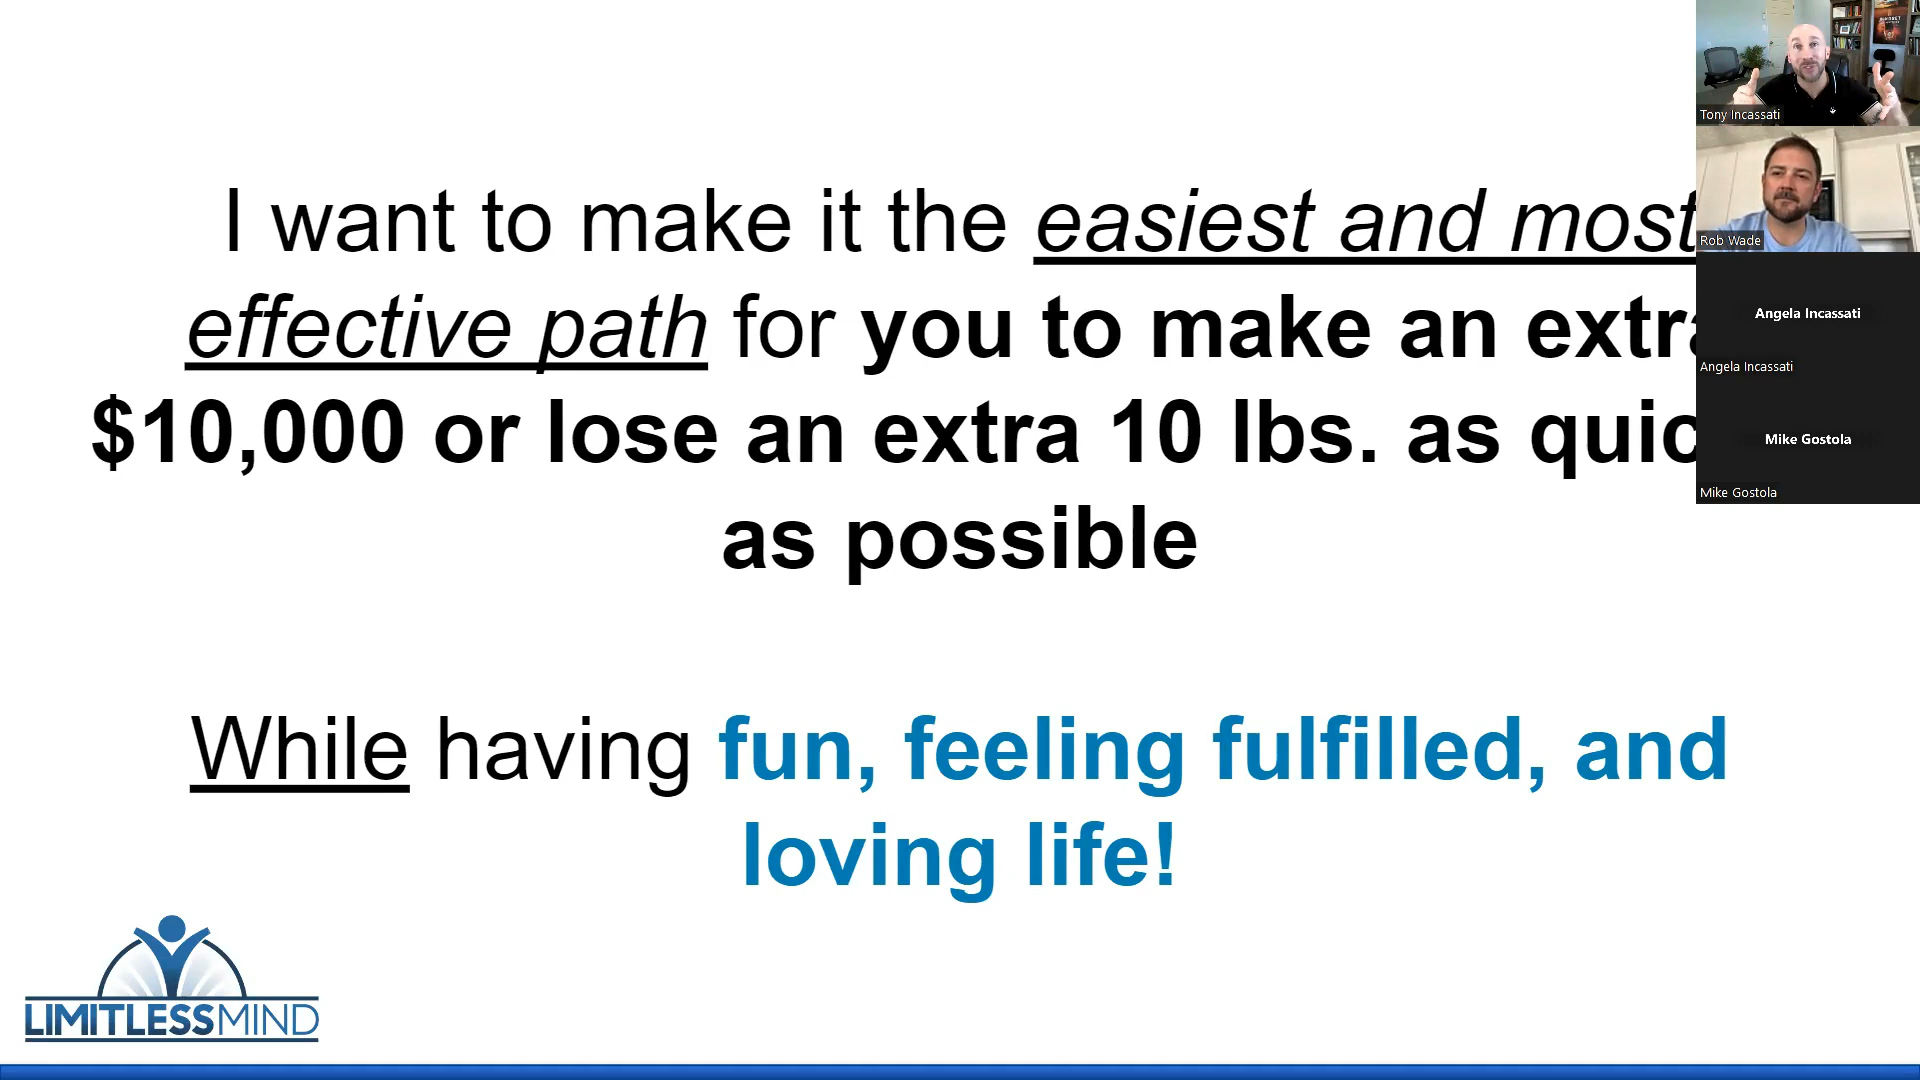 I want to make it the easiest and most
effective path for you to make an extra
$10,000 or lose an extra 10 lbs. as quic
as possible
While having fun, feeling fulfilled, and
loving life!
LIMITLESSMIND
Tony Incassati
Rob Wade
Angela Incassati
Angela Incassati
Mike Gostola
Mike Gostola